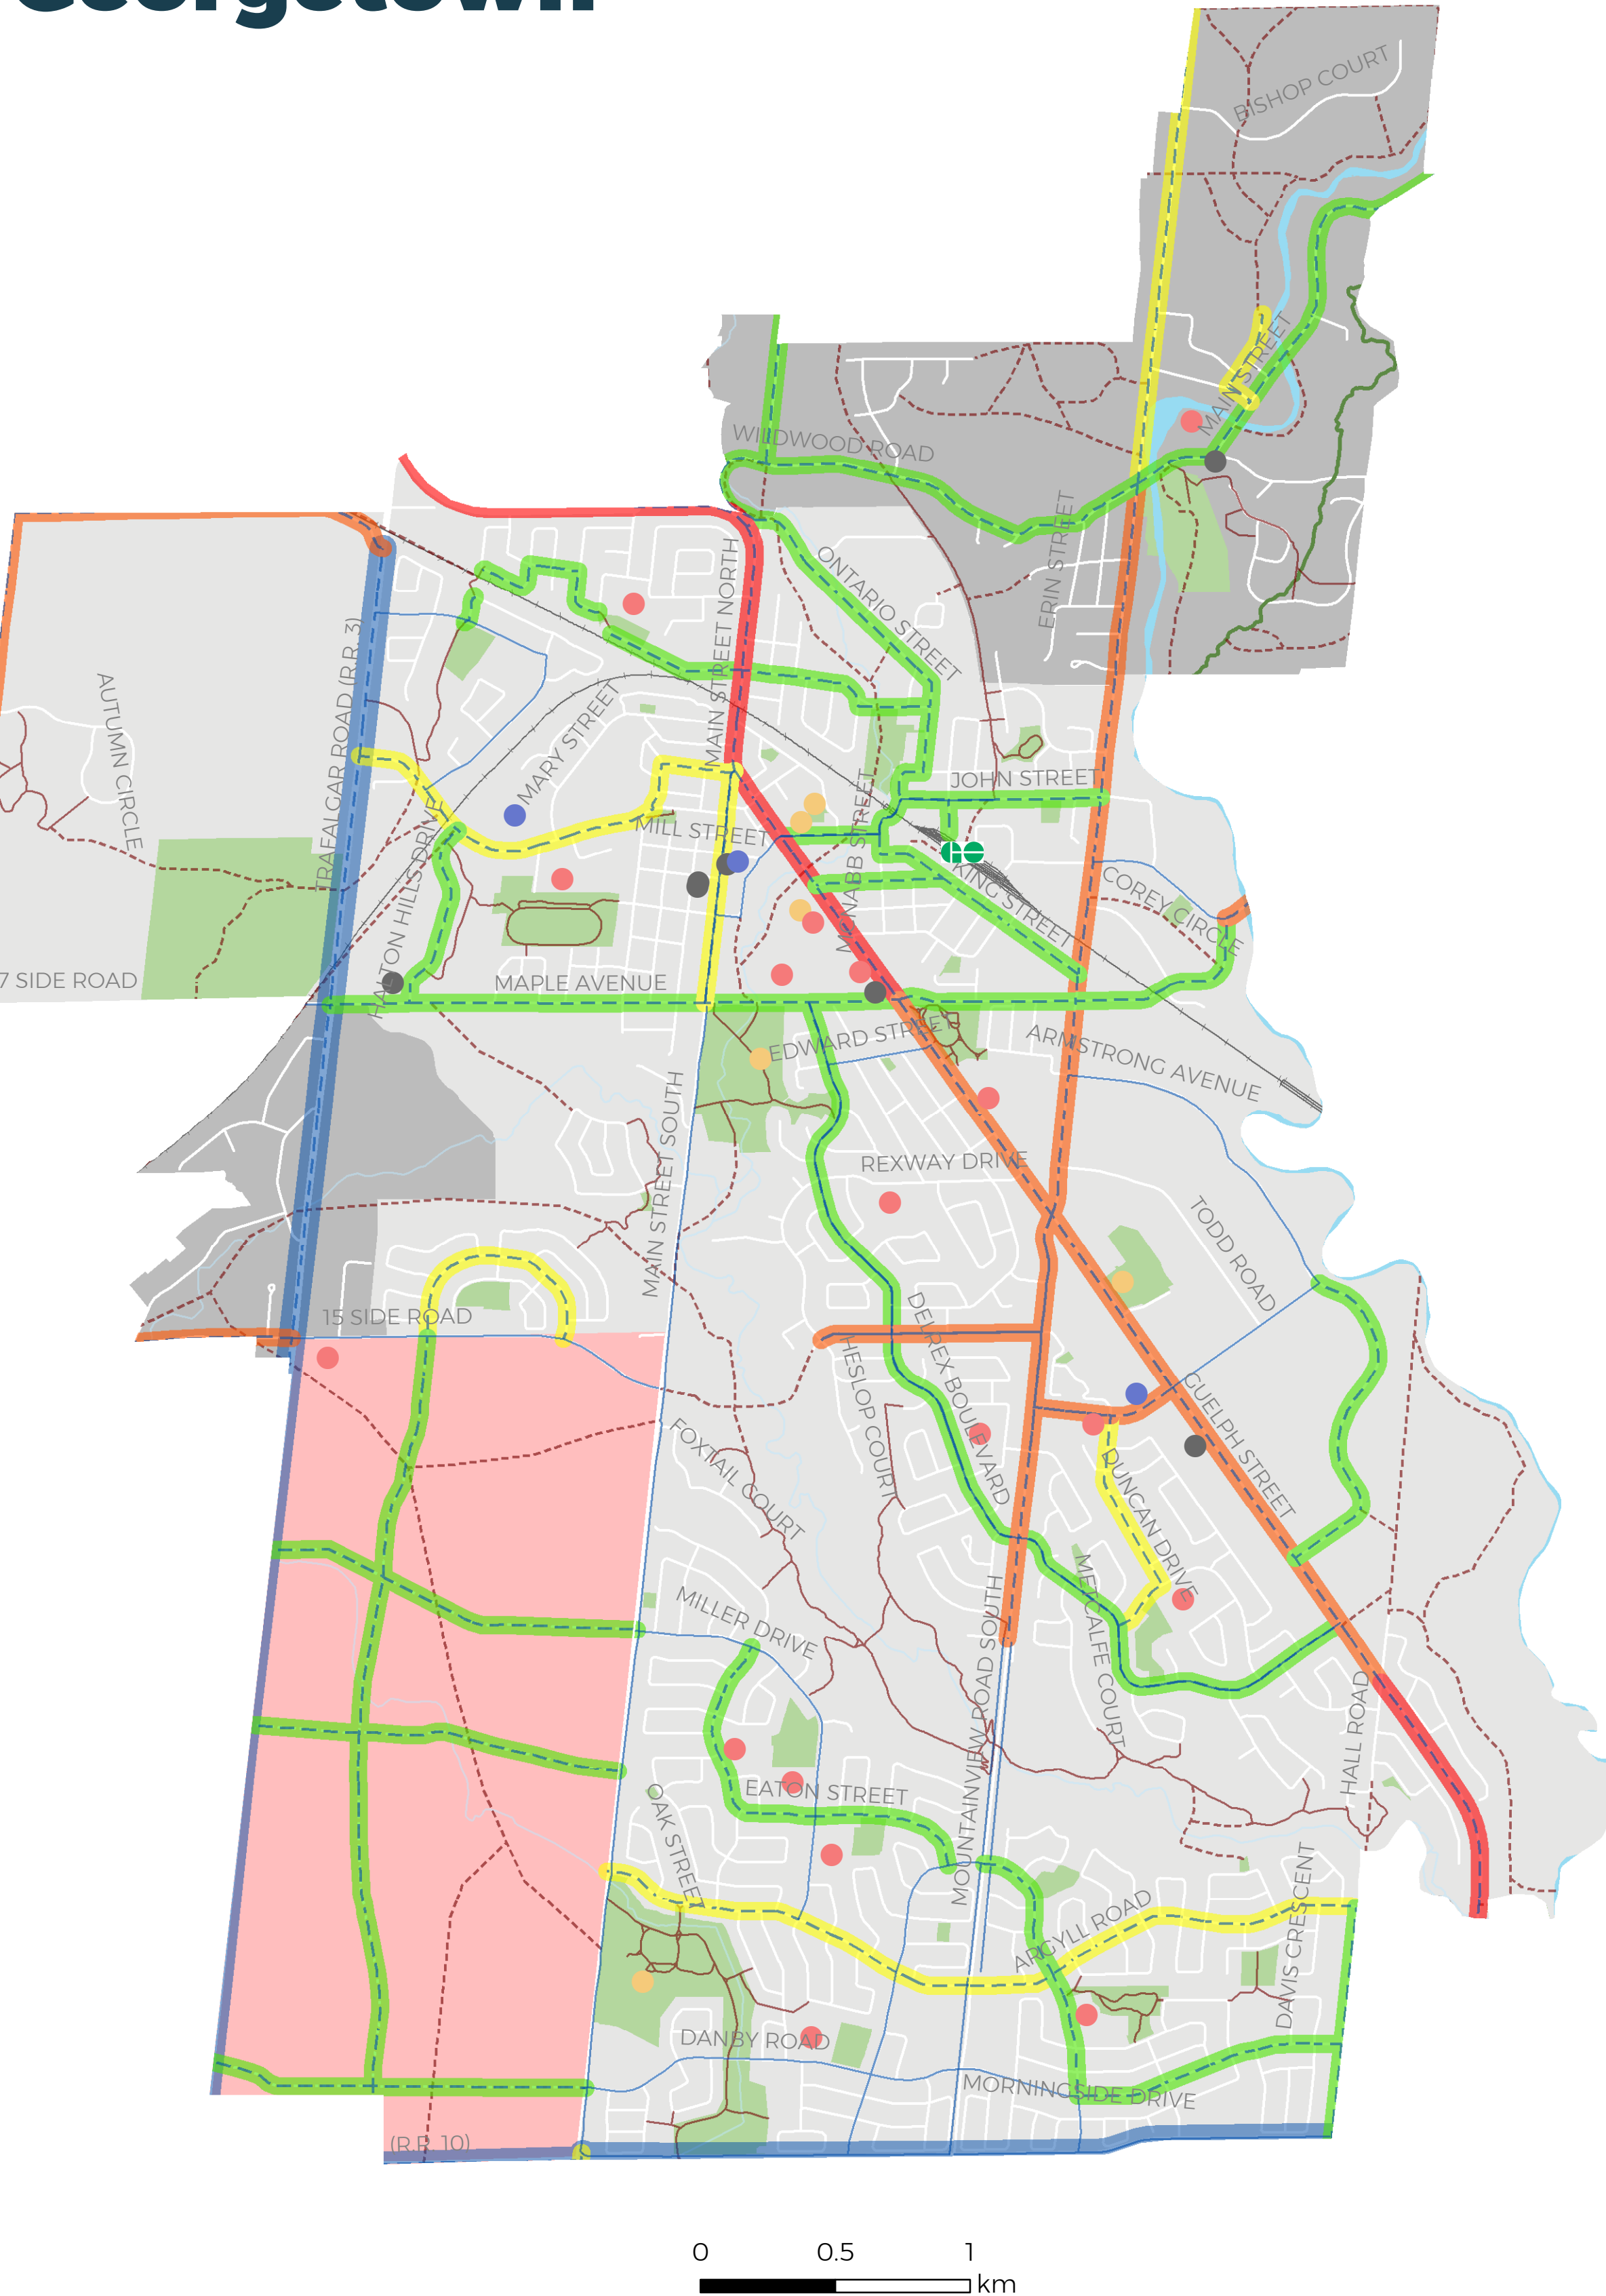 Georgetown
BISHOP COURT
MAIN STREET
WILDWOOD ROAD
ERIN STREET
ONTARIO STREET
MAIN STREET NORTH
AUTUMN CIRCLE
TRAFALGAR ROAD (R.R. 3)
MARY STREET
JOHN STREET
MILL STREET
MCNABB STREET
KING STREET
COREY CIRCLE
HALTON HILLS DRIVE
7 SIDE ROAD
MAPLE AVENUE
EDWARD STREET
ARMSTRONG AVENUE
MAIN STREET SOUTH
REXWAY DRIVE
TODD ROAD
15 SIDE ROAD
DELREX BOULEVARD
HESLOP COURT
GUELPH STREET
FOXTAIL COURT
DUNCAN DRIVE
METCALFE COURT
MILLER DRIVE
MOUNTAINVIEW ROAD SOUTH
HALL ROAD
EATON STREET
OAK STREET
ARGYLL ROAD
DAVIS CRESCENT
DANBY ROAD
MORNINGSIDE DRIVE
(R.R. 10)
0 0.5 1
km